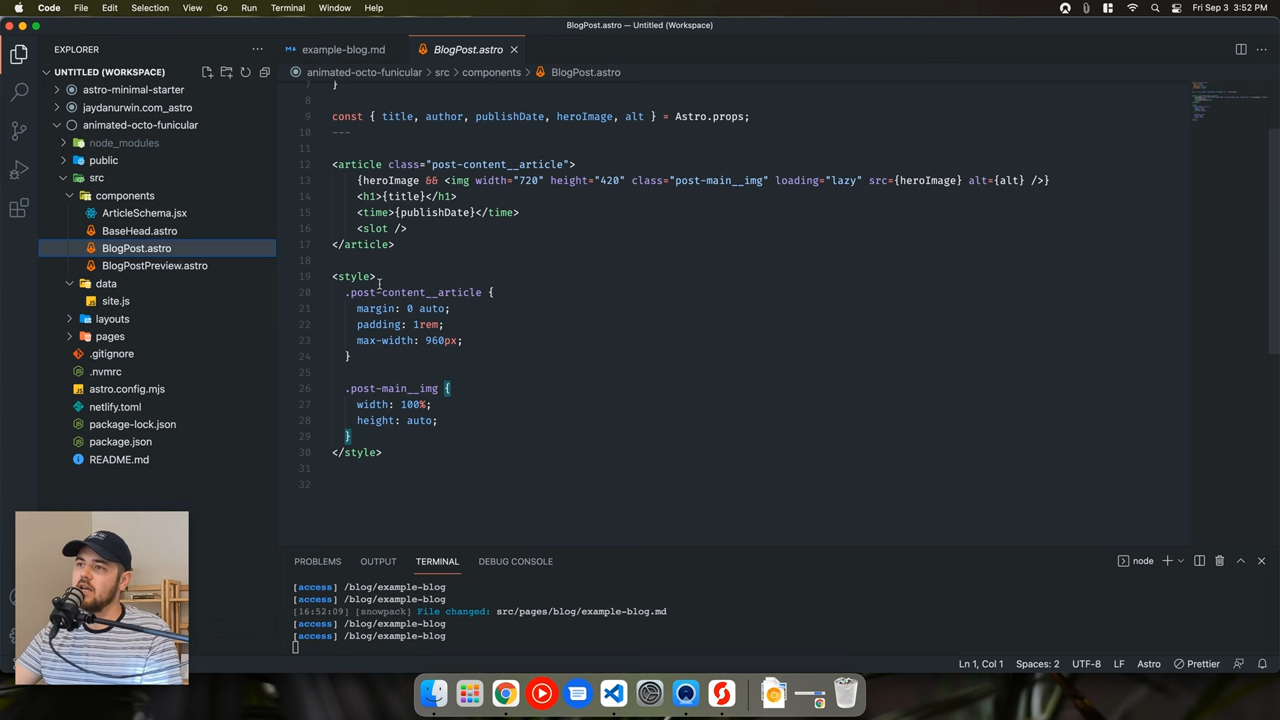 Code File Edit Selection View Go Run Terminal Window Help Fri Sep 3 3:52 PM
BlogPost.astro — Untitled (Workspace)
EXPLORER
example-blog.md BlogPost.astro
UNTITLED (WORKSPACE)
animated-octo-funicular src components BlogPost.astro
astro-minimal-starter
jaydanurwin.com_astro
animated-octo-funicular
node_modules
public
src
components
ArticleSchema.jsx
BaseHead.astro
BlogPost.astro
BlogPostPreview.astro
data
site.js
layouts
pages
.gitignore
.nvmrc
astro.config.mjs
netlify.toml
package-lock.json
package.json
README.md
7 }
8
9 const { title, author, publishDate, heroImage, alt } = Astro.props;
10 ---
11
12 <article class="post-content__article">
13 {heroImage && <img width="720" height="420" class="post-main__img" loading="lazy" src={heroImage} alt={alt} />}
14 <h1>{title}</h1>
15 <time>{publishDate}</time>
16 <slot />
17 </article>
18
19 <style>
20 .post-content__article {
21 margin: 0 auto;
22 padding: 1rem;
23 max-width: 960px;
24 }
25
26 .post-main__img {
27 width: 100%;
28 height: auto;
29 }
30 </style>
31
32
PROBLEMS OUTPUT TERMINAL DEBUG CONSOLE node
[access] /blog/example-blog
[access] /blog/example-blog
[16:52:09] [snowpack] File changed: src/pages/blog/example-blog.md
[access] /blog/example-blog
[access] /blog/example-blog
Ln 1, Col 1 Spaces: 2 UTF-8 LF Astro Prettier